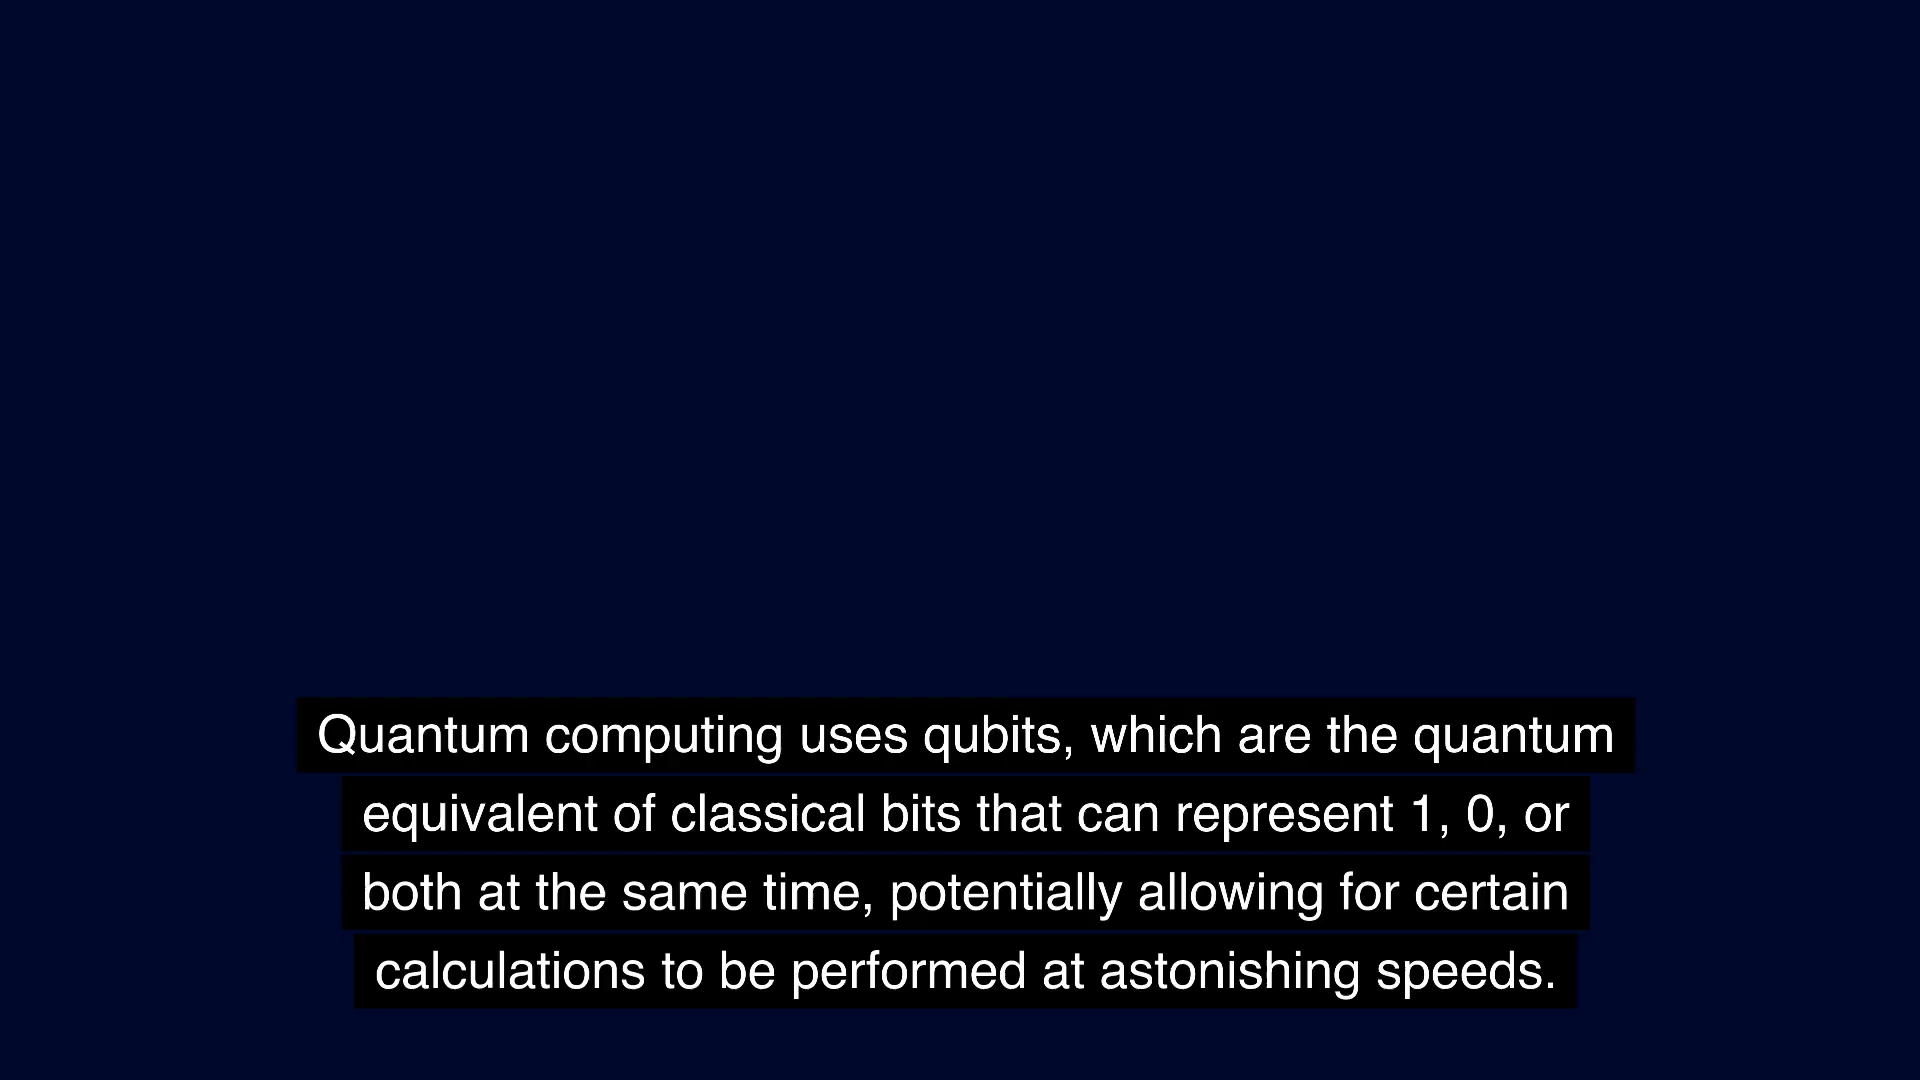 Quantum computing uses qubits, which are the quantum
equivalent of classical bits that can represent 1, 0, or
both at the same time, potentially allowing for certain
calculations to be performed at astonishing speeds.